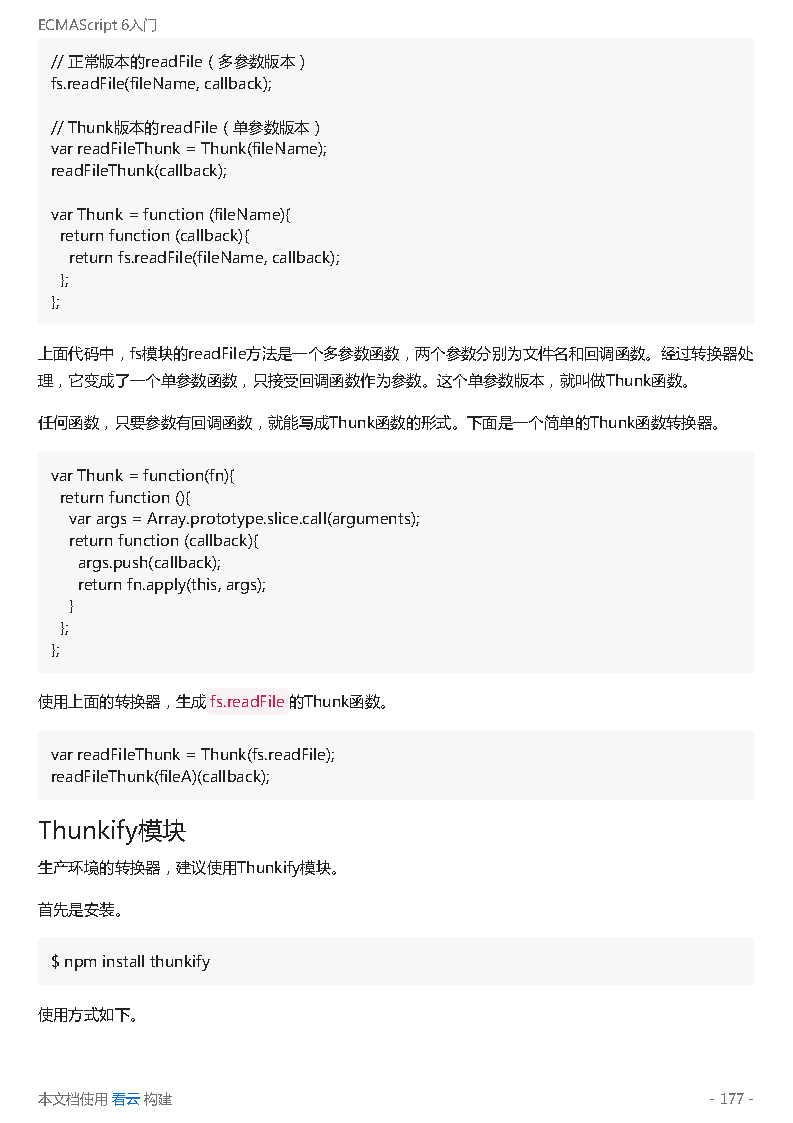 ECMAScript 6入门
// 正常版本的readFile（多参数版本）
fs.readFile(fileName, callback);
// Thunk版本的readFile（单参数版本）
var readFileThunk = Thunk(fileName);
readFileThunk(callback);
var Thunk = function (fileName){
  return function (callback){
    return fs.readFile(fileName, callback);
  };
};
上面代码中，fs模块的readFile方法是一个多参数函数，两个参数分别为文件名和回调函数。经过转换器处
理，它变成了一个单参数函数，只接受回调函数作为参数。这个单参数版本，就叫做Thunk函数。
任何函数，只要参数有回调函数，就能写成Thunk函数的形式。下面是一个简单的Thunk函数转换器。
var Thunk = function(fn){
  return function (){
    var args = Array.prototype.slice.call(arguments);
    return function (callback){
      args.push(callback);
      return fn.apply(this, args);
    }
  };
};
使用上面的转换器，生成 fs.readFile 的Thunk函数。
var readFileThunk = Thunk(fs.readFile);
readFileThunk(fileA)(callback);
Thunkify模块
生产环境的转换器，建议使用Thunkify模块。
首先是安装。
$ npm install thunkify
使用方式如下。
本文档使用 看云 构建
- 177 -